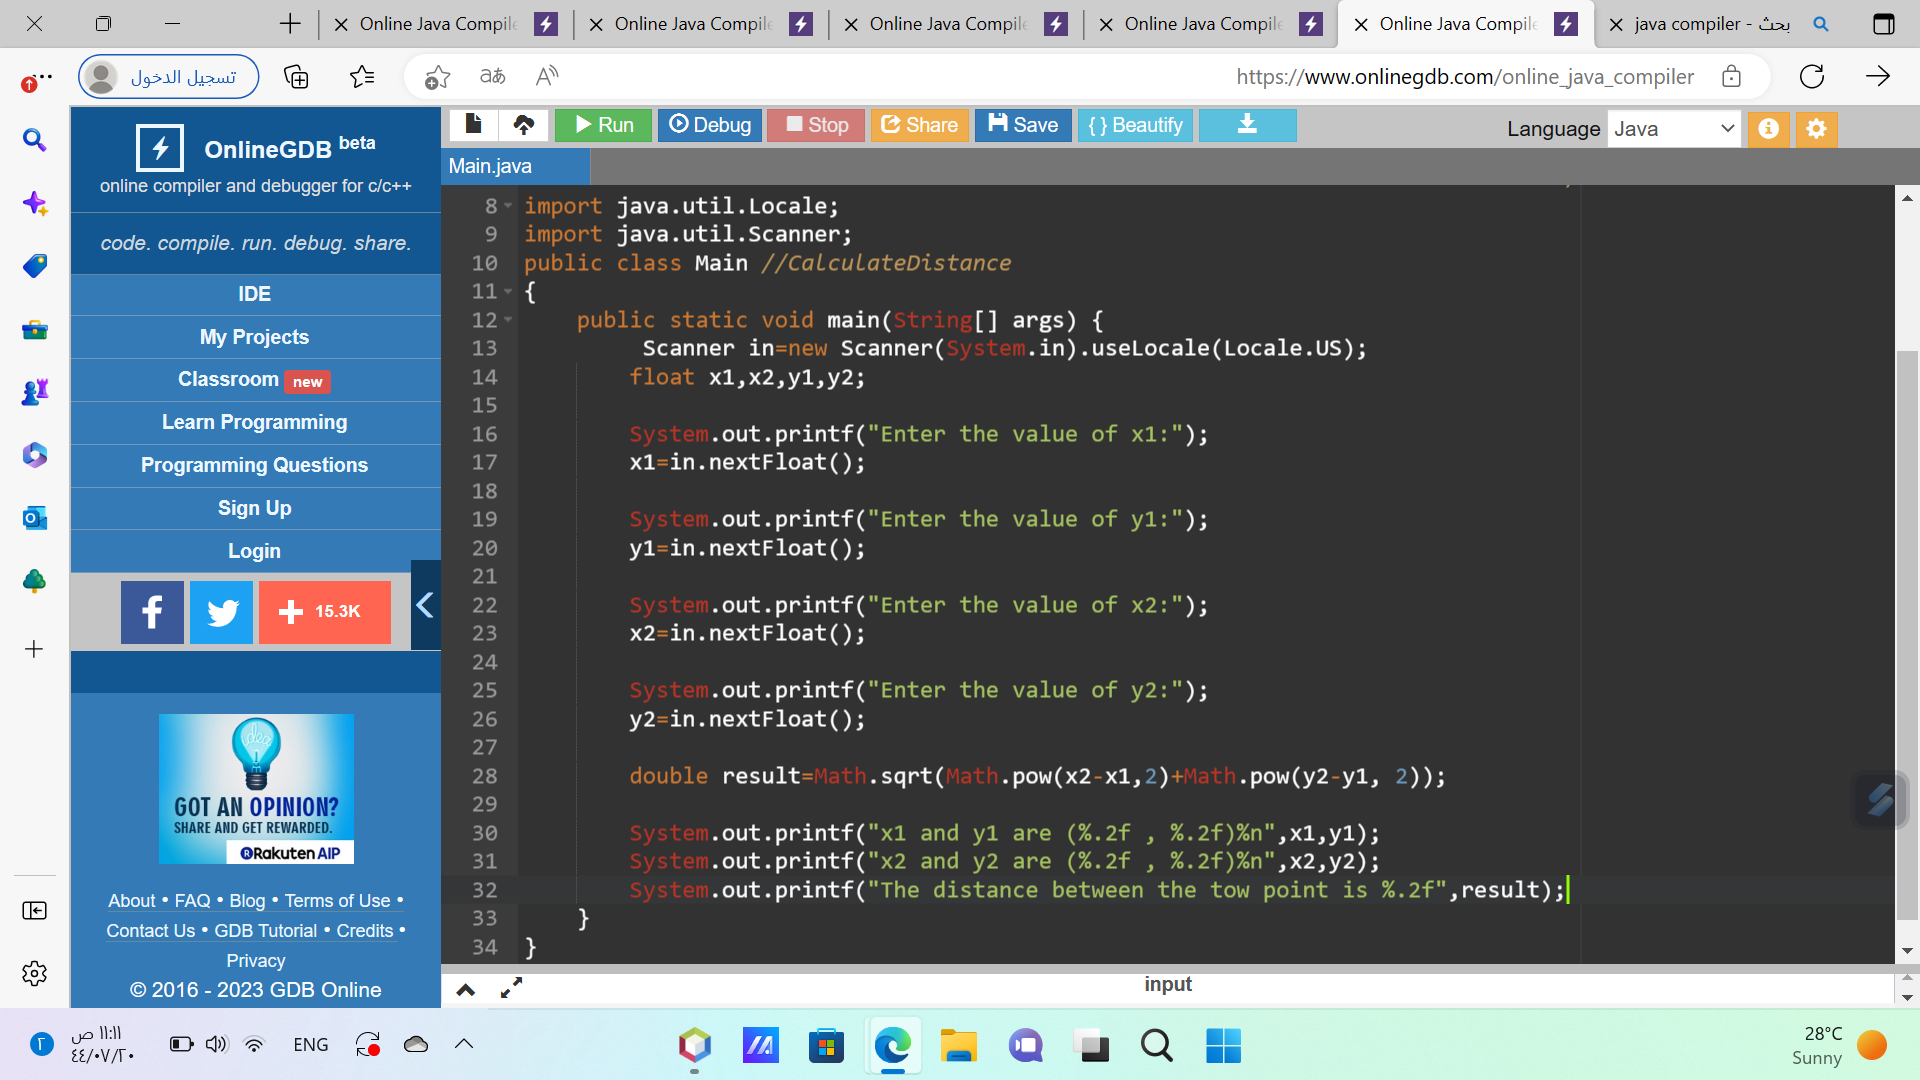 Online Java Compile
Online Java Compile
Online Java Compile
Online Java Compile
Online Java Compile
java compiler - بحث
تسجيل الدخول
https://www.onlinegdb.com/online_java_compiler
Run
Debug
Stop
Share
Save
{ } Beautify
Language
Java
OnlineGDB beta
online compiler and debugger for c/c++
code. compile. run. debug. share.
IDE
My Projects
Classroom new
Learn Programming
Programming Questions
Sign Up
Login
15.3K
idea
GOT AN OPINION?
SHARE AND GET REWARDED.
Rakuten AIP
About • FAQ • Blog • Terms of Use •
Contact Us • GDB Tutorial • Credits •
Privacy
© 2016 - 2023 GDB Online
Main.java
8 import java.util.Locale;
9 import java.util.Scanner;
10 public class Main //CalculateDistance
11 {
12 public static void main(String[] args) {
13 Scanner in=new Scanner(System.in).useLocale(Locale.US);
14 float x1,x2,y1,y2;
15
16 System.out.printf("Enter the value of x1:");
17 x1=in.nextFloat();
18
19 System.out.printf("Enter the value of y1:");
20 y1=in.nextFloat();
21
22 System.out.printf("Enter the value of x2:");
23 x2=in.nextFloat();
24
25 System.out.printf("Enter the value of y2:");
26 y2=in.nextFloat();
27
28 double result=Math.sqrt(Math.pow(x2-x1,2)+Math.pow(y2-y1, 2));
29
30 System.out.printf("x1 and y1 are (%.2f , %.2f)%n",x1,y1);
31 System.out.printf("x2 and y2 are (%.2f , %.2f)%n",x2,y2);
32 System.out.printf("The distance between the tow point is %.2f",result);
33 }
34 }
input
٢
١١:١١ ص
٤٤/٠٧/٢٠
ENG
28°C
Sunny